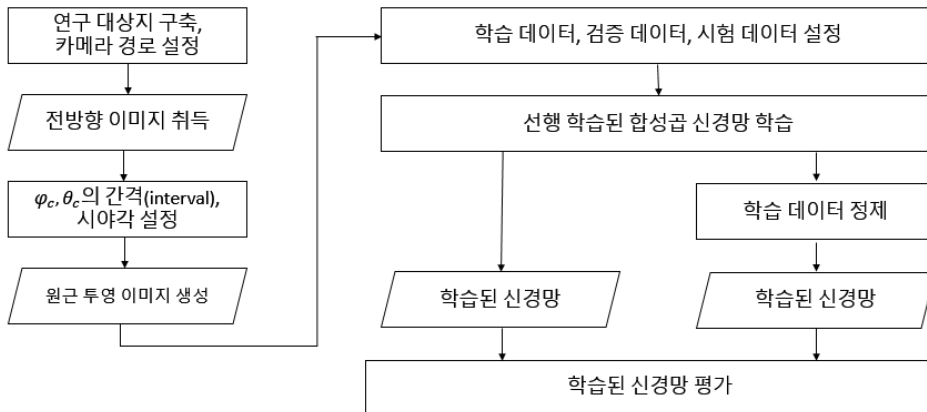 연구 대상지 구축,
카메라 경로 설정
전방향 이미지 취득
φc, θc의 간격(interval),
시야각 설정
원근 투영 이미지 생성
학습 데이터, 검증 데이터, 시험 데이터 설정
선행 학습된 합성곱 신경망 학습
학습 데이터 정제
학습된 신경망
학습된 신경망
학습된 신경망 평가